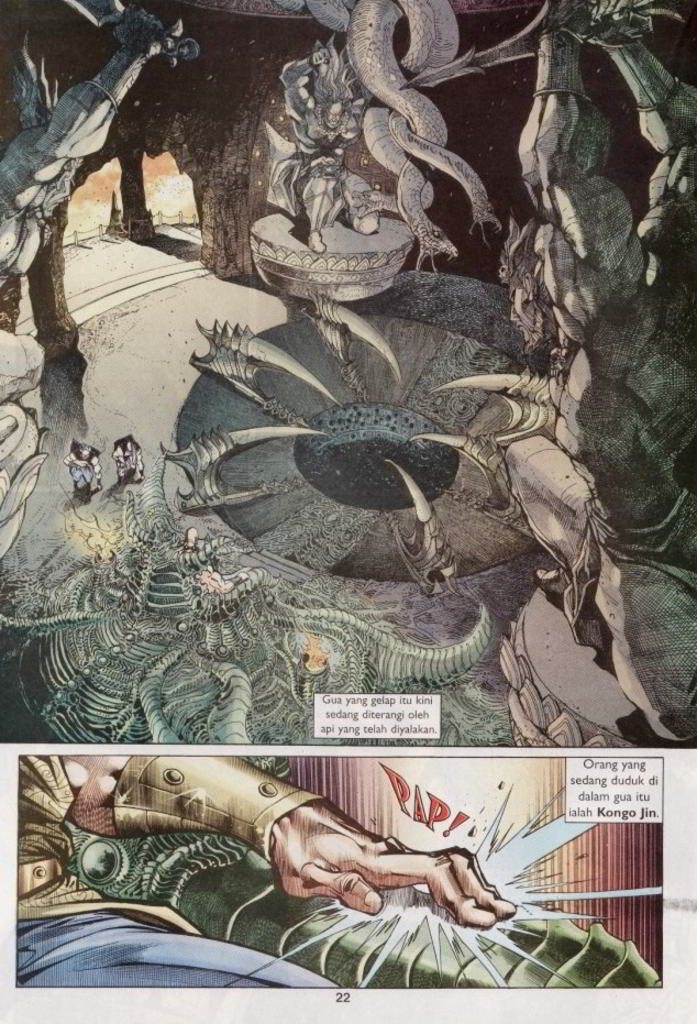 Gua yang gelap itu kini
sedang diterangi oleh
api yang telah diyalakan.
Orang yang
sedang duduk di
dalam gua itu
ialah Kongo Jin.
PAP!
22